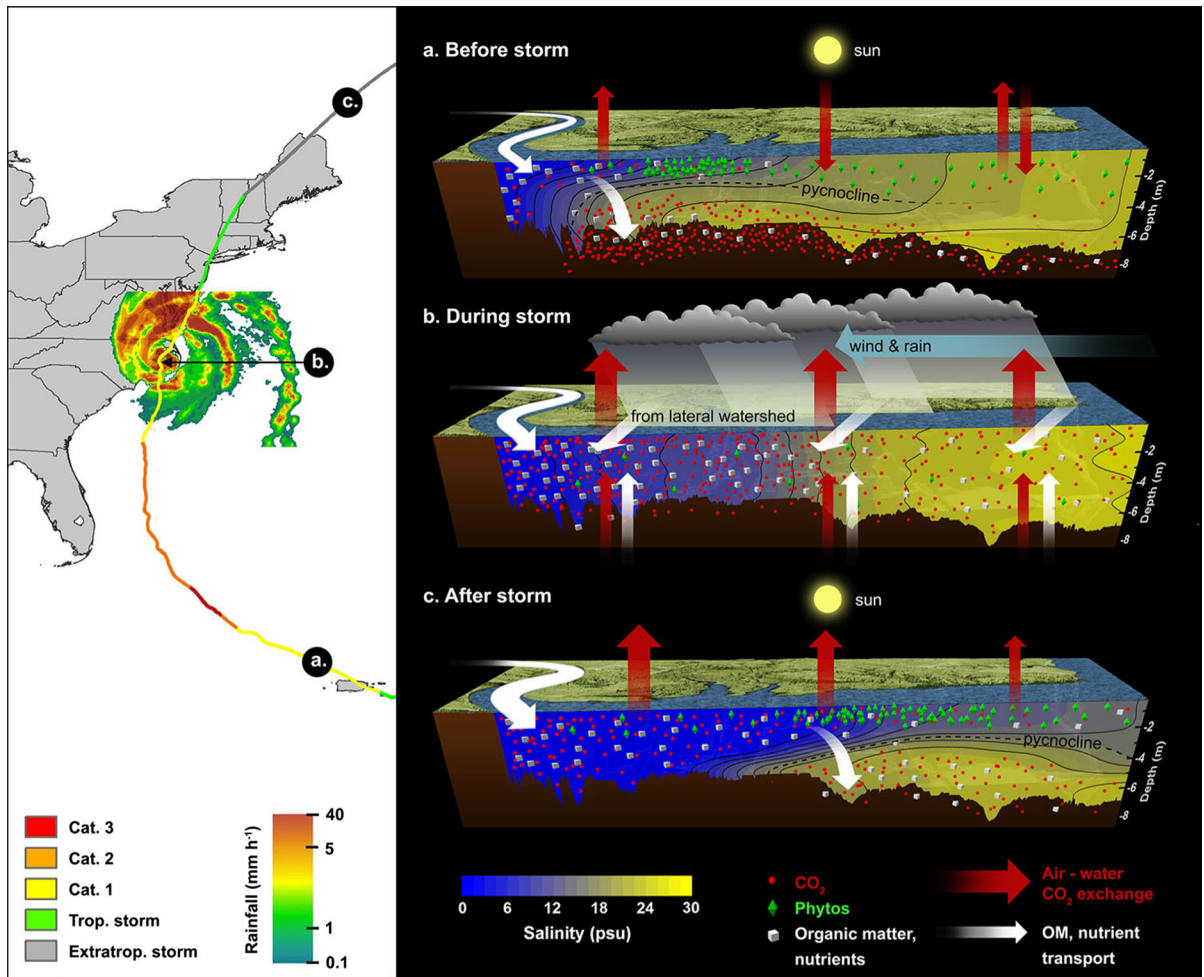 c.
b.
a.
Cat. 3
Cat. 2
Cat. 1
Trop. storm
Extratrop. storm
Rainfall (mm h⁻¹)
40
5
1
0.1
a. Before storm
sun
pycnocline
-2
-4
-6
-8
Depth (m)
b. During storm
wind & rain
from lateral watershed
-2
-4
-6
-8
Depth (m)
c. After storm
sun
pycnocline
-2
-4
-6
-8
Depth (m)
0 6 12 18 24 30
Salinity (psu)
CO₂
Phytos
Organic matter,
nutrients
Air - water
CO₂ exchange
OM, nutrient
transport